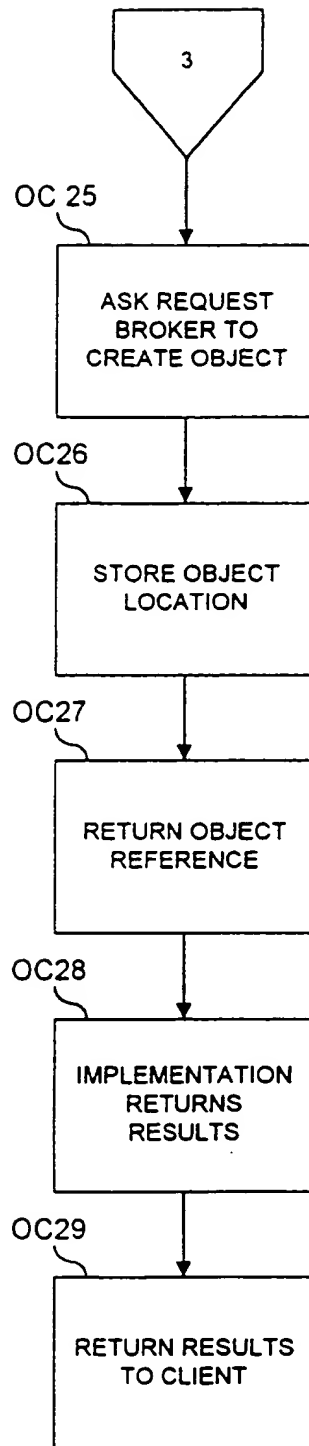 3
OC 25
ASK REQUEST
BROKER TO
CREATE OBJECT
OC26
STORE OBJECT
LOCATION
OC27
RETURN OBJECT
REFERENCE
OC28
IMPLEMENTATION
RETURNS
RESULTS
OC29
RETURN RESULTS
TO CLIENT